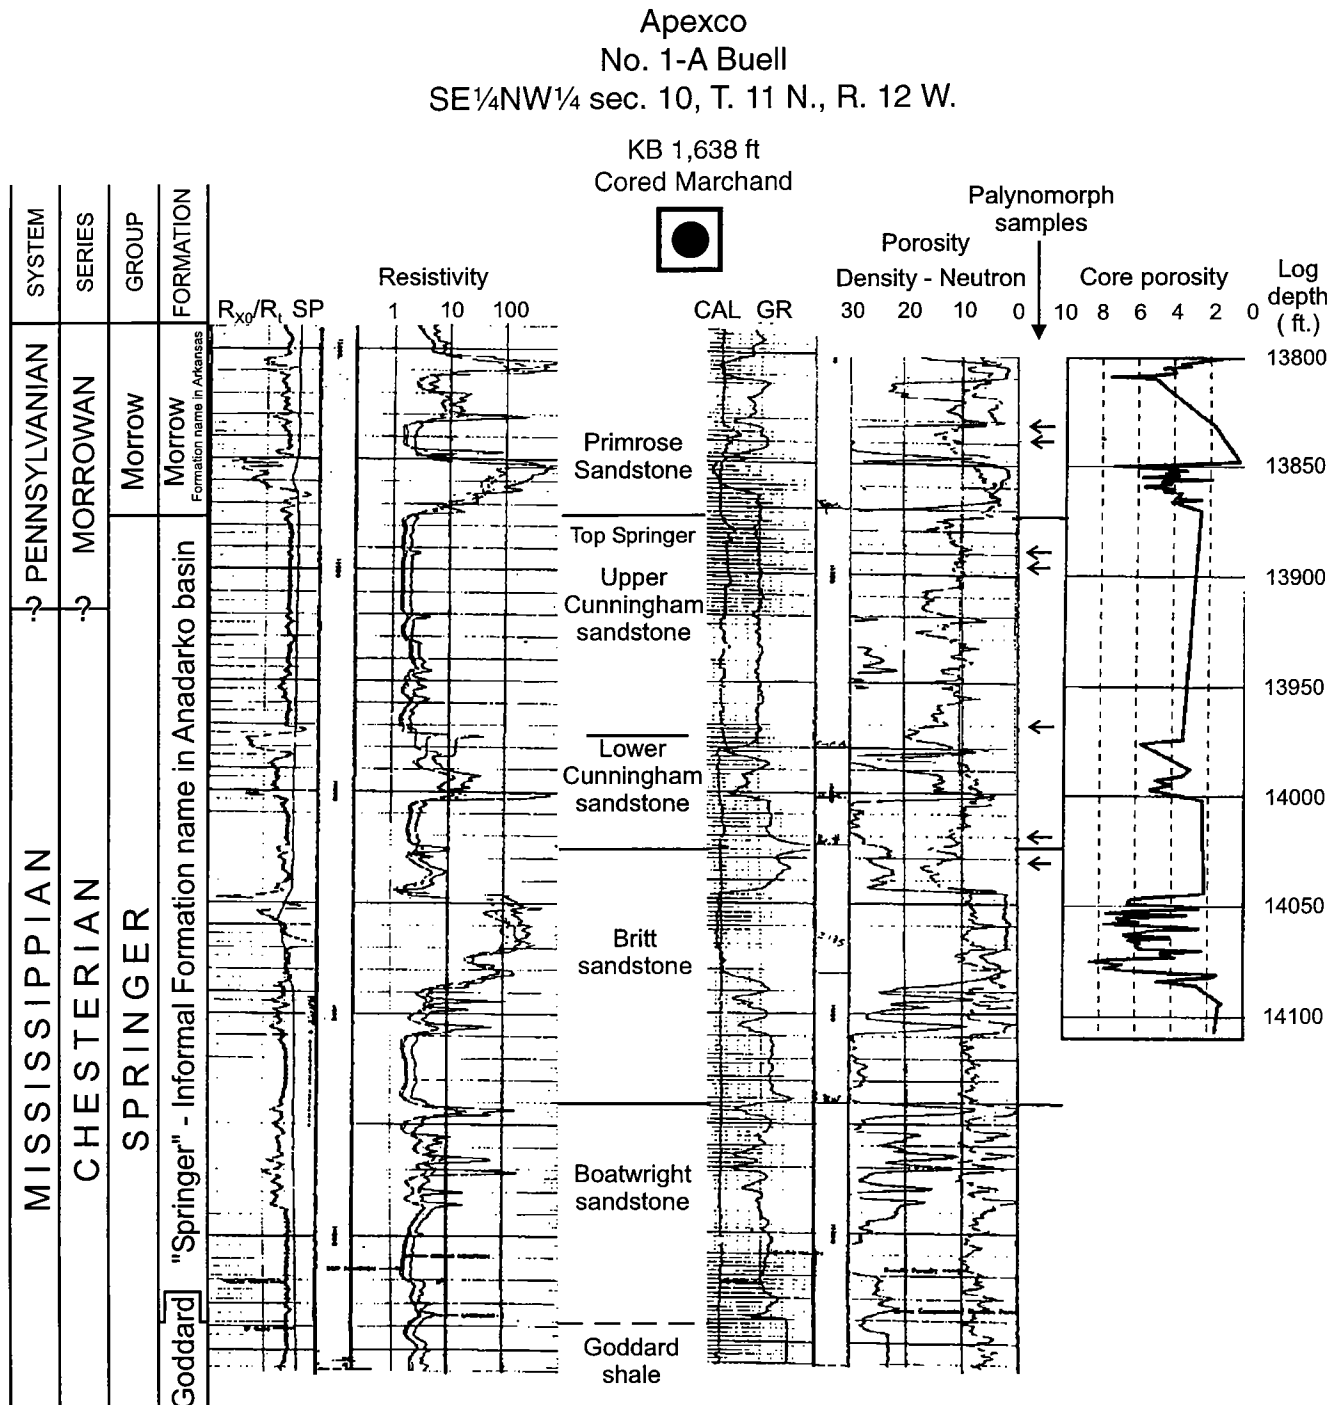 Apexco
No. 1-A Buell
SE¼NW¼ sec. 10, T. 11 N., R. 12 W.
KB 1,638 ft
Cored Marchand
SYSTEM
SERIES
GROUP
FORMATION
Resistivity
RX0/Rt SP
1 10 100
CAL GR
Porosity
Density - Neutron
30 20 10 0
Palynomorph
samples
Core porosity
10 8 6 4 2 0
Log
depth
( ft.)
PENNSYLVANIAN
MORROWAN
Morrow
Morrow
Formation name in Arkansas
?
?
MISSISSIPPIAN
CHESTERIAN
SPRINGER
"Springer" - Informal Formation name in Anadarko basin
Goddard
Primrose
Sandstone
Top Springer
Upper
Cunningham
sandstone
Lower
Cunningham
sandstone
Britt
sandstone
Boatwright
sandstone
Goddard
shale
13800
13850
13900
13950
14000
14050
14100